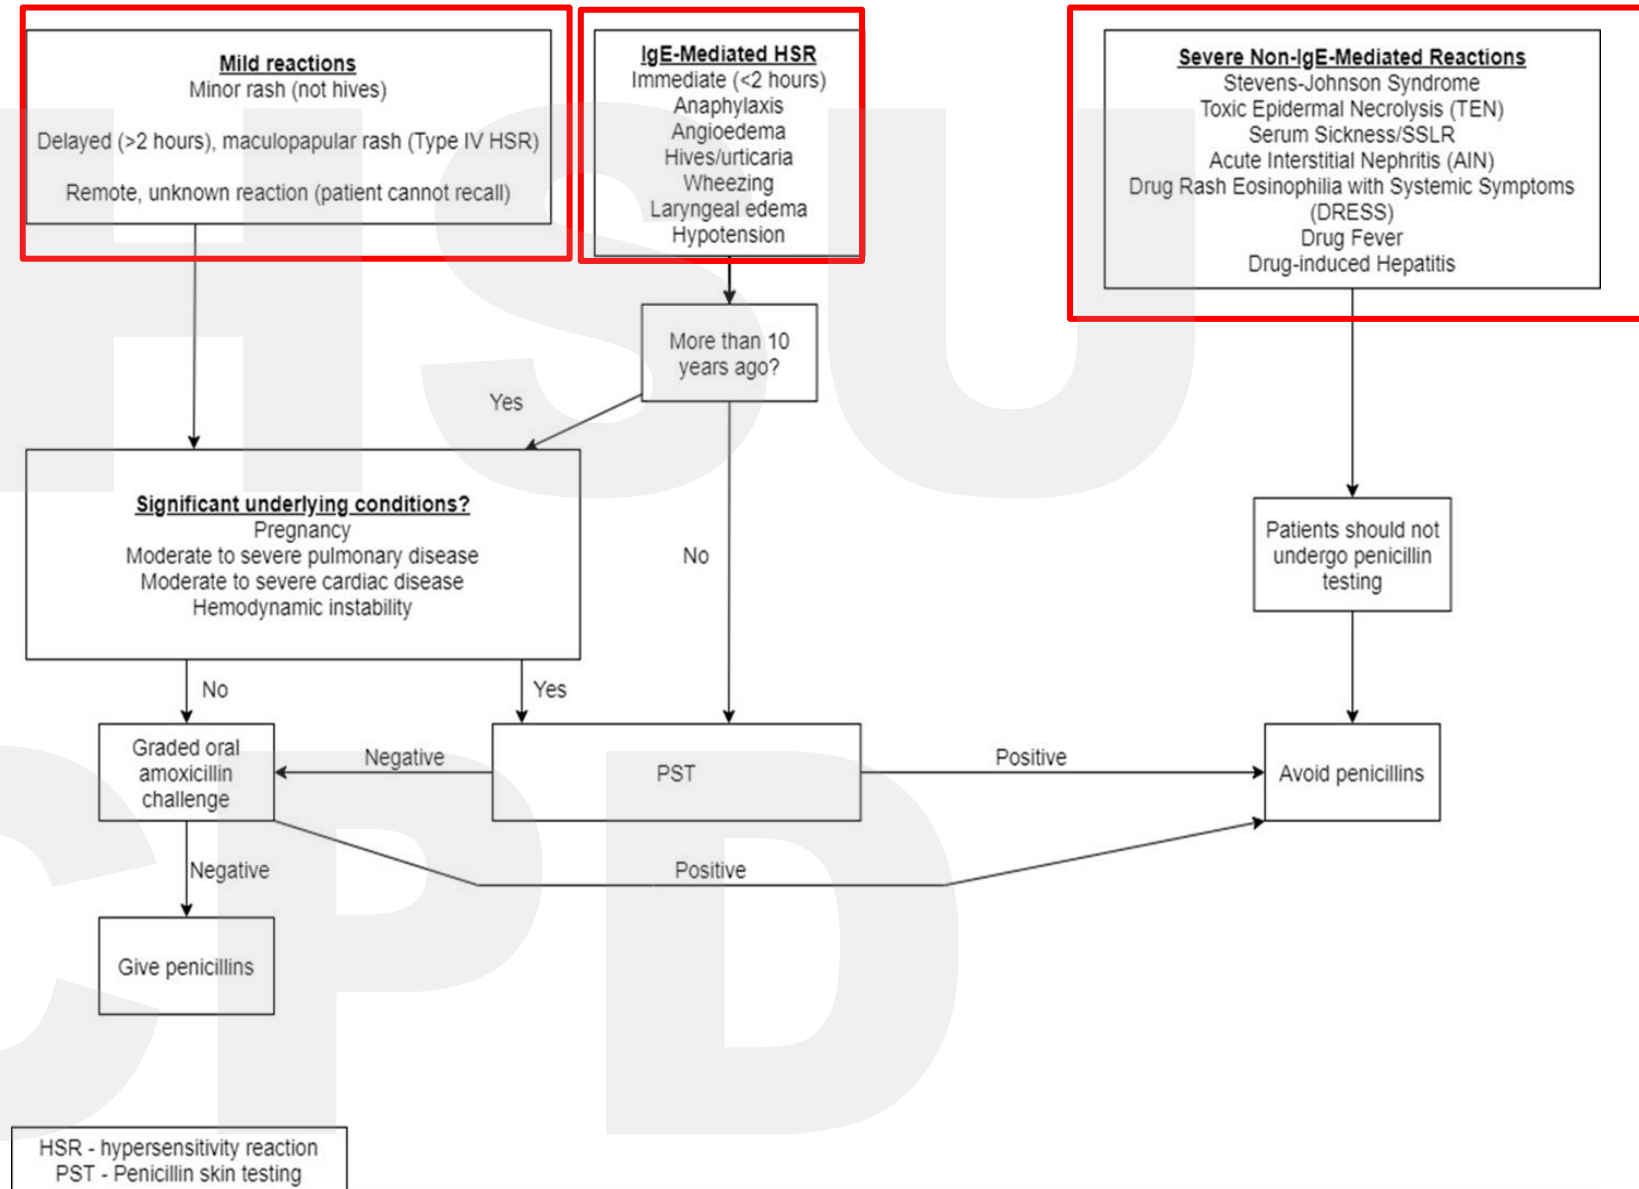 Mild reactions
Minor rash (not hives)
Delayed (>2 hours), maculopapular rash (Type IV HSR)
Remote, unknown reaction (patient cannot recall)
IgE-Mediated HSR
Immediate (<2 hours)
Anaphylaxis
Angioedema
Hives/urticaria
Wheezing
Laryngeal edema
Hypotension
Severe Non-IgE-Mediated Reactions
Stevens-Johnson Syndrome
Toxic Epidermal Necrolysis (TEN)
Serum Sickness/SSLR
Acute Interstitial Nephritis (AIN)
Drug Rash Eosinophilia with Systemic Symptoms
(DRESS)
Drug Fever
Drug-induced Hepatitis
More than 10
years ago?
Yes
No
Significant underlying conditions?
Pregnancy
Moderate to severe pulmonary disease
Moderate to severe cardiac disease
Hemodynamic instability
Patients should not
undergo penicillin
testing
No
Yes
Graded oral
amoxicillin
challenge
Negative
PST
Positive
Avoid penicillins
Negative
Positive
Give penicillins
HSR - hypersensitivity reaction
PST - Penicillin skin testing
HSU
CPD